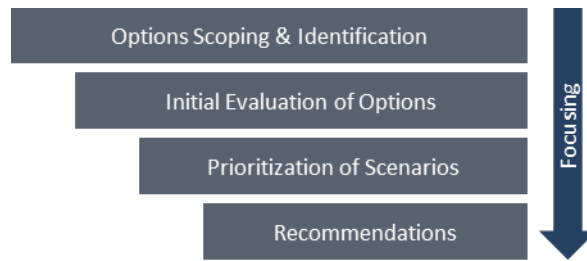 Options Scoping & Identification
Initial Evaluation of Options
Prioritization of Scenarios
Recommendations
Focusing